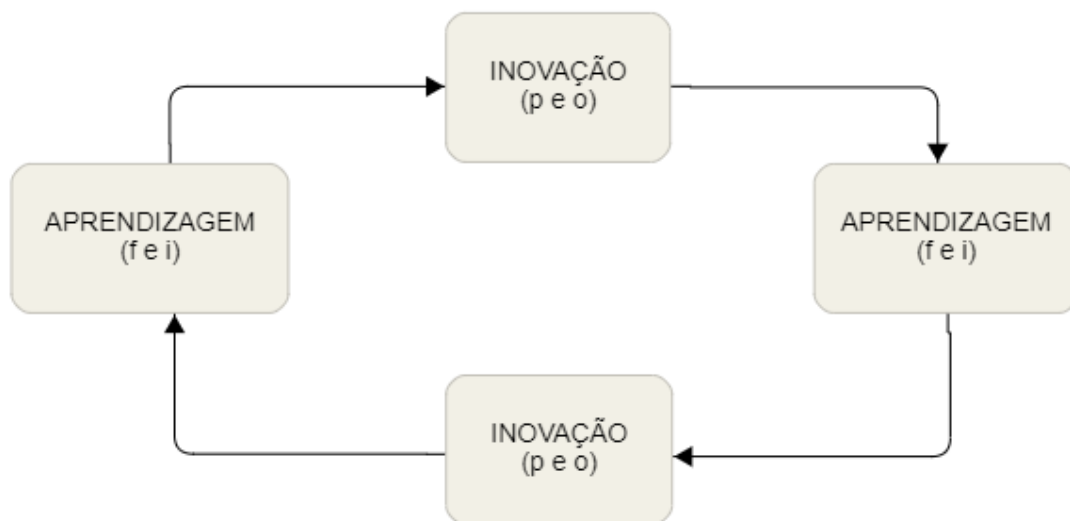 INOVAÇÃO
(p e o)
APRENDIZAGEM
(f e i)
APRENDIZAGEM
(f e i)
INOVAÇÃO
(p e o)